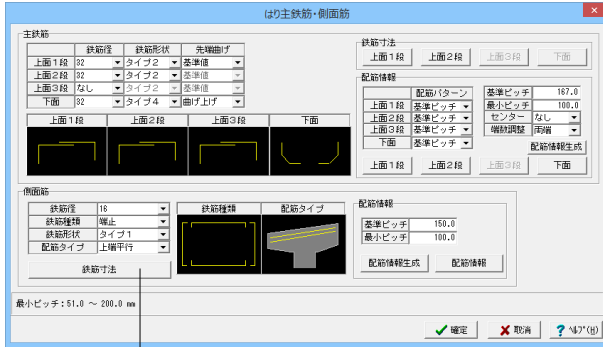 はり主鉄筋・側面筋
主鉄筋
鉄筋径 鉄筋形状 先端曲げ
上面1段 32 タイプ2 基準値
上面2段 32 タイプ2 基準値
上面3段 なし タイプ2 基準値
下面 32 タイプ4 曲げ上げ
上面1段 上面2段 上面3段 下面
鉄筋寸法
上面1段 上面2段 上面3段 下面
配筋情報
配筋パターン
上面1段 基準ピッチ
上面2段 基準ピッチ
上面3段 基準ピッチ
下面 基準ピッチ
基準ピッチ 167.0
最小ピッチ 100.0
センター なし
端数調整 両端
配筋情報生成
上面1段 上面2段 上面3段 下面
側面筋
鉄筋径 16
鉄筋種類 端止
鉄筋形状 タイプ1
配筋タイプ 上端平行
鉄筋寸法
鉄筋種類 配筋タイプ
配筋情報
基準ピッチ 150.0
最小ピッチ 100.0
配筋情報生成 配筋情報
最小ピッチ:51.0 ～ 200.0 mm
確定 取消 ? ヘルプ(H)